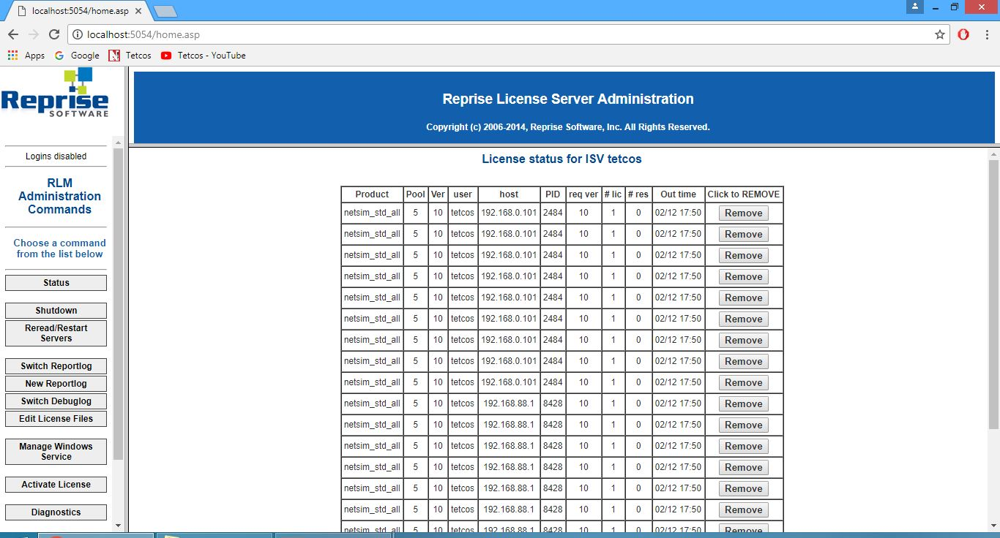 localhost:5054/home.asp
localhost:5054/home.asp
Apps Google Tetcos Tetcos - YouTube
Reprise
SOFTWARE
Logins disabled
RLM
Administration
Commands
Choose a command
from the list below
Status
Shutdown
Reread/Restart
Servers
Switch Reportlog
New Reportlog
Switch Debuglog
Edit License Files
Manage Windows
Service
Activate License
Diagnostics
Reprise License Server Administration
Copyright (c) 2006-2014, Reprise Software, Inc. All Rights Reserved.
License status for ISV tetcos
Product Pool Ver user host PID req ver # lic # res Out time Click to REMOVE
netsim_std_all 5 10 tetcos 192.168.0.101 2484 10 1 0 02/12 17:50 Remove
netsim_std_all 5 10 tetcos 192.168.0.101 2484 10 1 0 02/12 17:50 Remove
netsim_std_all 5 10 tetcos 192.168.0.101 2484 10 1 0 02/12 17:50 Remove
netsim_std_all 5 10 tetcos 192.168.0.101 2484 10 1 0 02/12 17:50 Remove
netsim_std_all 5 10 tetcos 192.168.0.101 2484 10 1 0 02/12 17:50 Remove
netsim_std_all 5 10 tetcos 192.168.0.101 2484 10 1 0 02/12 17:50 Remove
netsim_std_all 5 10 tetcos 192.168.0.101 2484 10 1 0 02/12 17:50 Remove
netsim_std_all 5 10 tetcos 192.168.0.101 2484 10 1 0 02/12 17:50 Remove
netsim_std_all 5 10 tetcos 192.168.0.101 2484 10 1 0 02/12 17:50 Remove
netsim_std_all 5 10 tetcos 192.168.88.1 8428 10 1 0 02/12 17:50 Remove
netsim_std_all 5 10 tetcos 192.168.88.1 8428 10 1 0 02/12 17:50 Remove
netsim_std_all 5 10 tetcos 192.168.88.1 8428 10 1 0 02/12 17:50 Remove
netsim_std_all 5 10 tetcos 192.168.88.1 8428 10 1 0 02/12 17:50 Remove
netsim_std_all 5 10 tetcos 192.168.88.1 8428 10 1 0 02/12 17:50 Remove
netsim_std_all 5 10 tetcos 192.168.88.1 8428 10 1 0 02/12 17:50 Remove
netsim_std_all 5 10 tetcos 192.168.88.1 8428 10 1 0 02/12 17:50 Remove